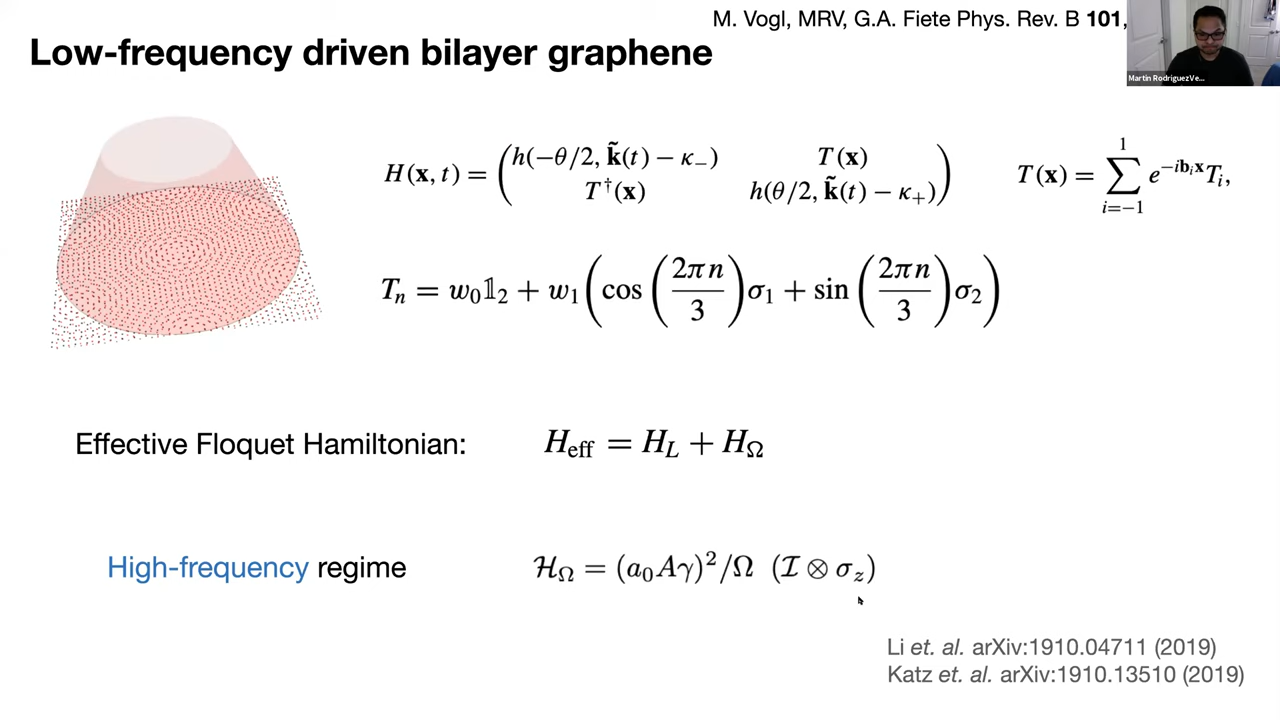 M. Vogl, MRV, G.A. Fiete Phys. Rev. B 101,
Low-frequency driven bilayer graphene
Martin RodriguezVe...
H(x, t) = ( h(−θ/2, k̃(t) − κ₋) T(x) T†(x) h(θ/2, k̃(t) − κ₊) ) T(x) = ∑_{i=−1}^{1} e^{−ib_i x} T_i,
T_n = w₀𝟙₂ + w₁( cos( 2πn/3 )σ₁ + sin( 2πn/3 )σ₂ )
Effective Floquet Hamiltonian: H_eff = H_L + H_Ω
High-frequency regime ℋ_Ω = (a₀Aγ)²/Ω (ℐ ⊗ σ_z)
Li et. al. arXiv:1910.04711 (2019)
Katz et. al. arXiv:1910.13510 (2019)